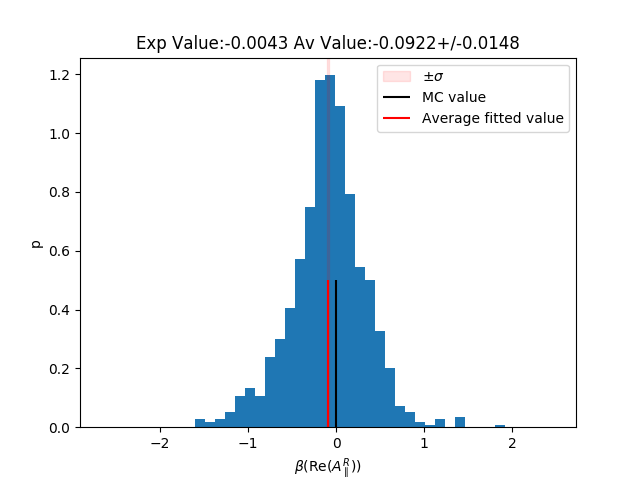 Exp Value:-0.0043 Av Value:-0.0922+/-0.0148
±σ
MC value
Average fitted value
p
1.2
1.0
0.8
0.6
0.4
0.2
0.0
−2 −1 0 1 2
β(Re(A∥ᴿ))